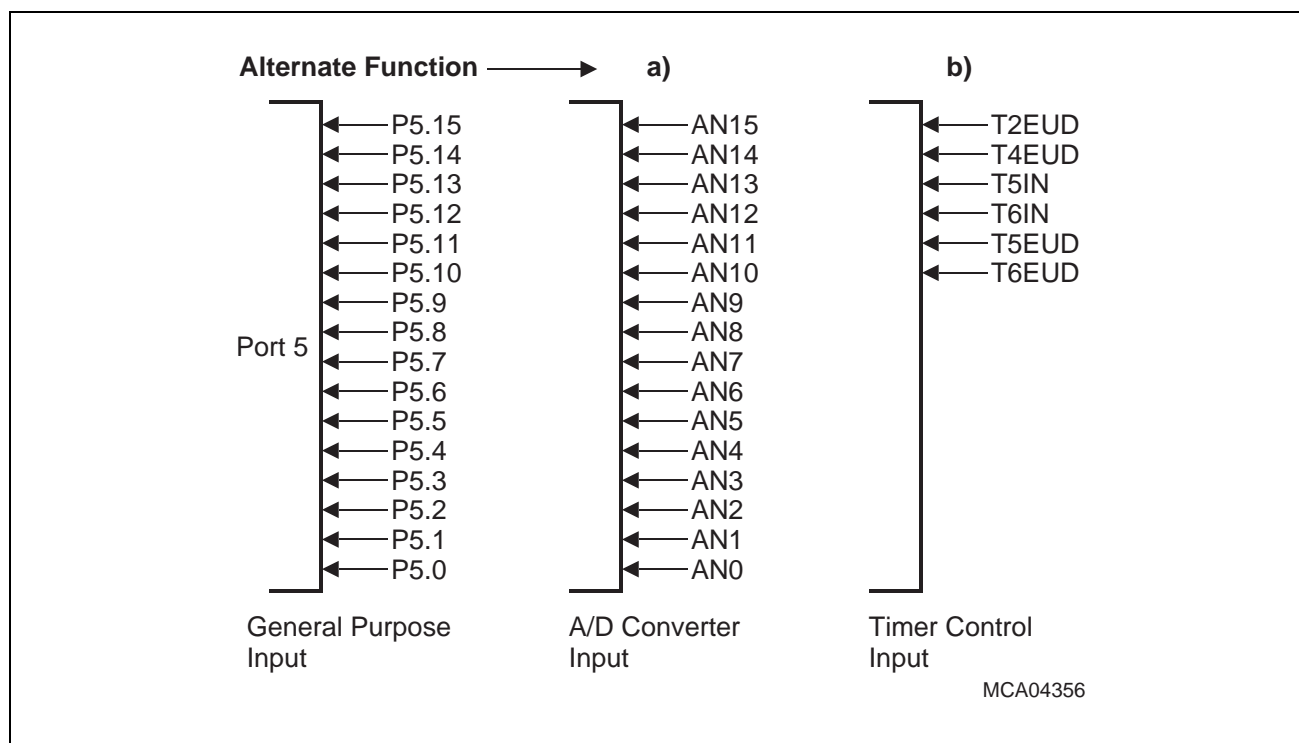 Alternate Function a) b)
P5.15 AN15 T2EUD
P5.14 AN14 T4EUD
P5.13 AN13 T5IN
P5.12 AN12 T6IN
P5.11 AN11 T5EUD
P5.10 AN10 T6EUD
P5.9 AN9
P5.8 AN8
Port 5
P5.7 AN7
P5.6 AN6
P5.5 AN5
P5.4 AN4
P5.3 AN3
P5.2 AN2
P5.1 AN1
P5.0 AN0
General Purpose A/D Converter Timer Control
Input Input Input
MCA04356